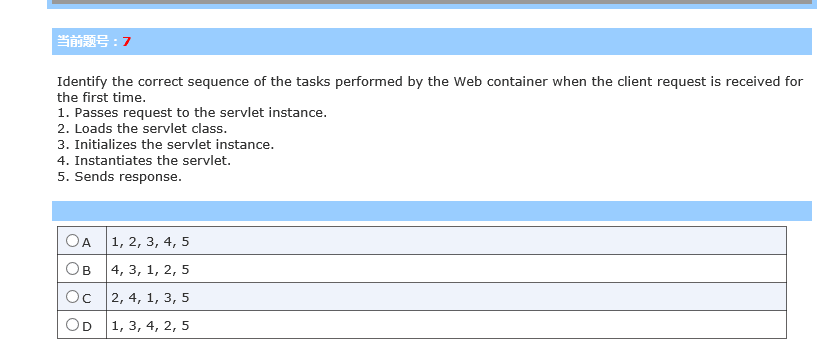 当前题号：7
Identify the correct sequence of the tasks performed by the Web container when the client request is received for
the first time.
1. Passes request to the servlet instance.
2. Loads the servlet class.
3. Initializes the servlet instance.
4. Instantiates the servlet.
5. Sends response.
A 1, 2, 3, 4, 5
B 4, 3, 1, 2, 5
C 2, 4, 1, 3, 5
D 1, 3, 4, 2, 5